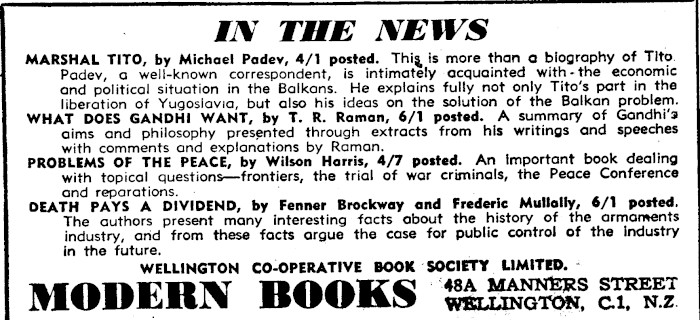 IN THE NEWS
MARSHAL TITO, by Michael Padev, 4/1 posted. This is more than a biography of Tito.
Padev, a well-known correspondent, is intimately acquainted with the economic
and political situation in the Balkans. He explains fully not only Tito's part in the
liberation of Yugoslavia, but also his ideas on the solution of the Balkan problem.
WHAT DOES GANDHI WANT, by T. R. Raman, 6/1 posted. A summary of Gandhi's
aims and philosophy presented through extracts from his writings and speeches
with comments and explanations by Raman.
PROBLEMS OF THE PEACE, by Wilson Harris, 4/7 posted. An important book dealing
with topical questions—frontiers, the trial of war criminals, the Peace Conference
and reparations.
DEATH PAYS A DIVIDEND, by Fenner Brockway and Frederic Mullally, 6/1 posted.
The authors present many interesting facts about the history of the armaments
industry, and from these facts argue the case for public control of the industry
in the future.
WELLINGTON CO-OPERATIVE BOOK SOCIETY LIMITED.
MODERN BOOKS 48A MANNERS STREET
WELLINGTON, C.1, N.Z.